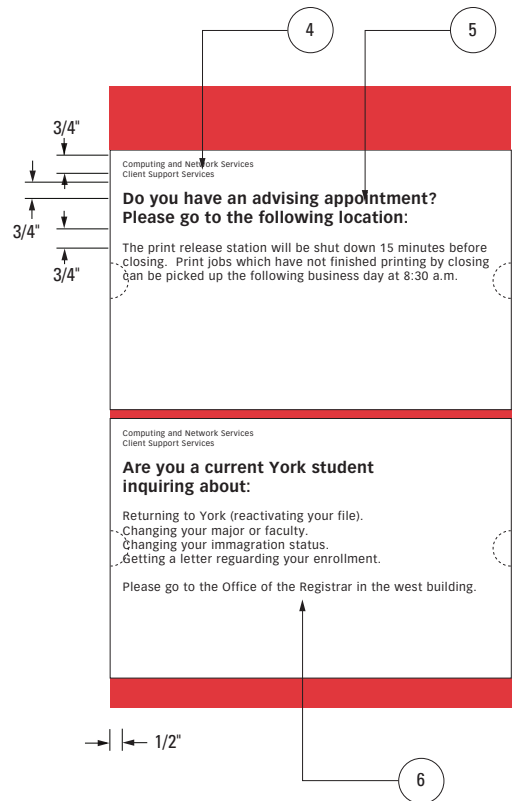 4
5
3/4"
Computing and Network Services
Client Support Services
3/4"
Do you have an advising appointment?
Please go to the following location:
3/4"
The print release station will be shut down 15 minutes before
closing.  Print jobs which have not finished printing by closing
can be picked up the following business day at 8:30 a.m.
Computing and Network Services
Client Support Services
Are you a current York student
inquiring about:
Returning to York (reactivating your file).
Changing your major or faculty.
Changing your immagration status.
Getting a letter reguarding your enrollment.
Please go to the Office of the Registrar in the west building.
1/2"
6